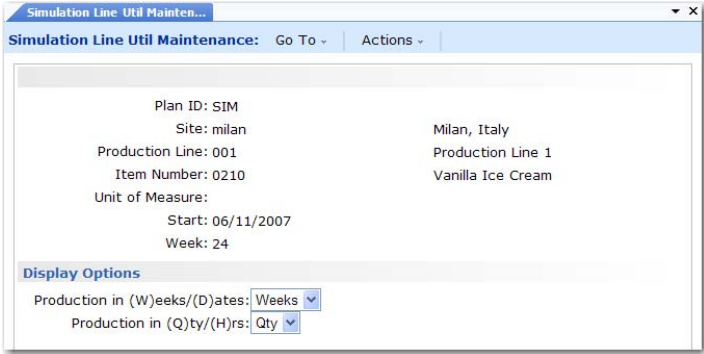 Simulation Line Util Mainten...
Simulation Line Util Maintenance: Go To Actions
Plan ID: SIM
Site: milan Milan, Italy
Production Line: 001 Production Line 1
Item Number: 0210 Vanilla Ice Cream
Unit of Measure:
Start: 06/11/2007
Week: 24
Display Options
Production in (W)eeks/(D)ates: Weeks
Production in (Q)ty/(H)rs: Qty